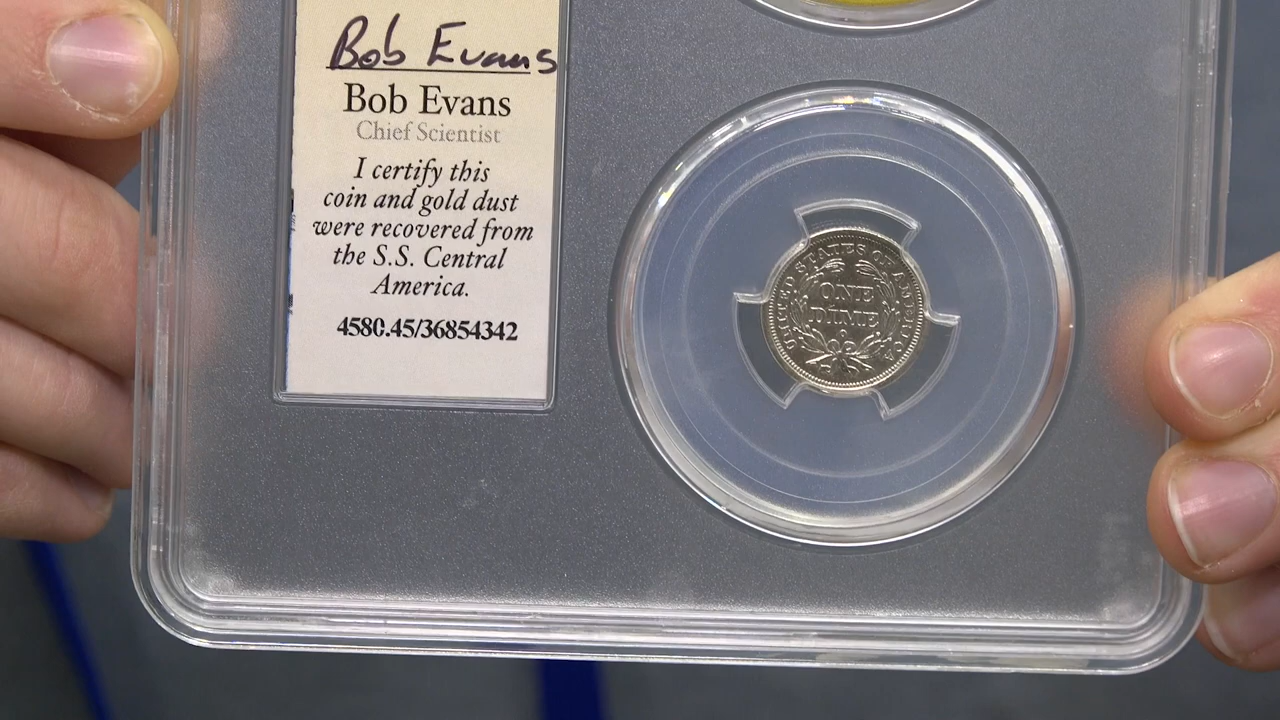 Bob Evans
Bob Evans
Chief Scientist
I certify this
coin and gold dust
were recovered from
the S.S. Central
America.
4580.45/36854342
UNITED STATES OF AMERICA
ONE
DIME
O